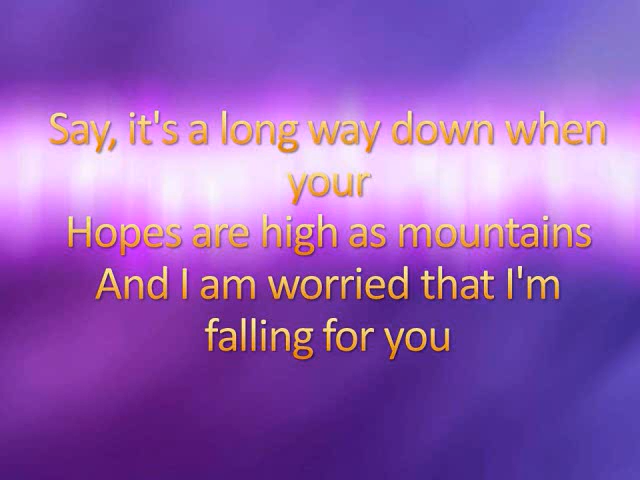 Say, it's a long way down when
your
Hopes are high as mountains
And I am worried that I'm
falling for you